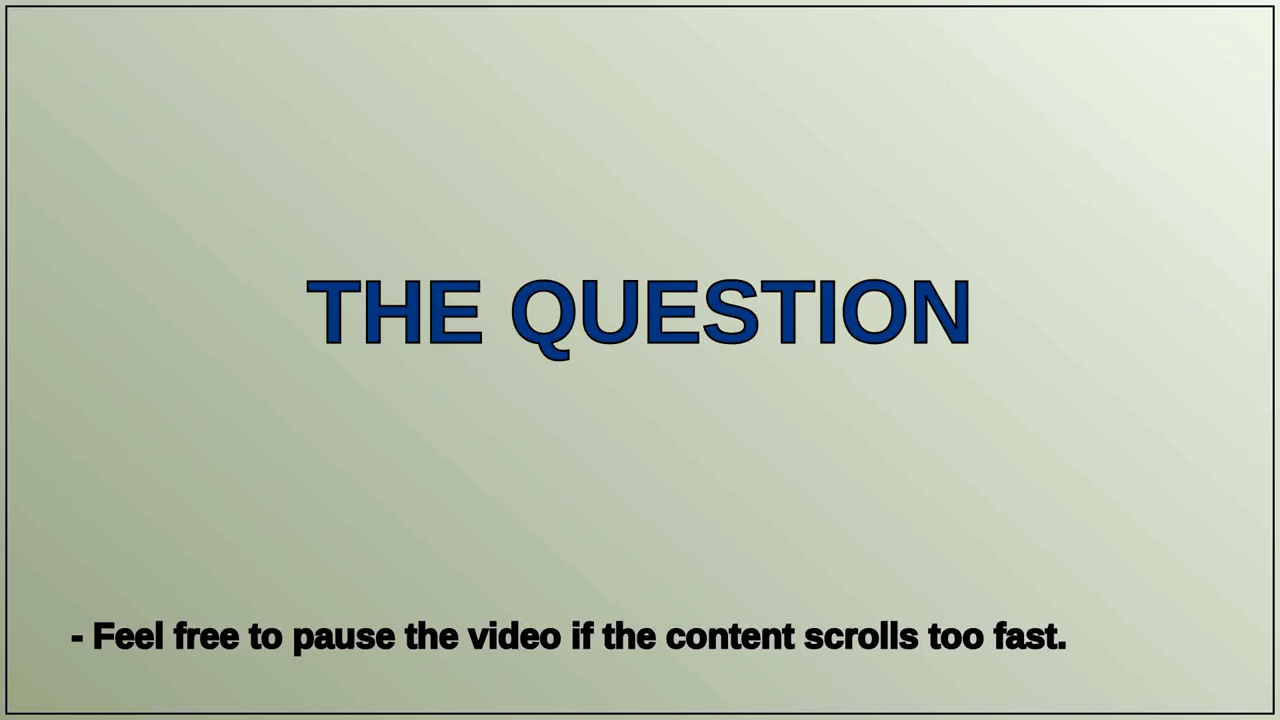 THE QUESTION
- Feel free to pause the video if the content scrolls too fast.